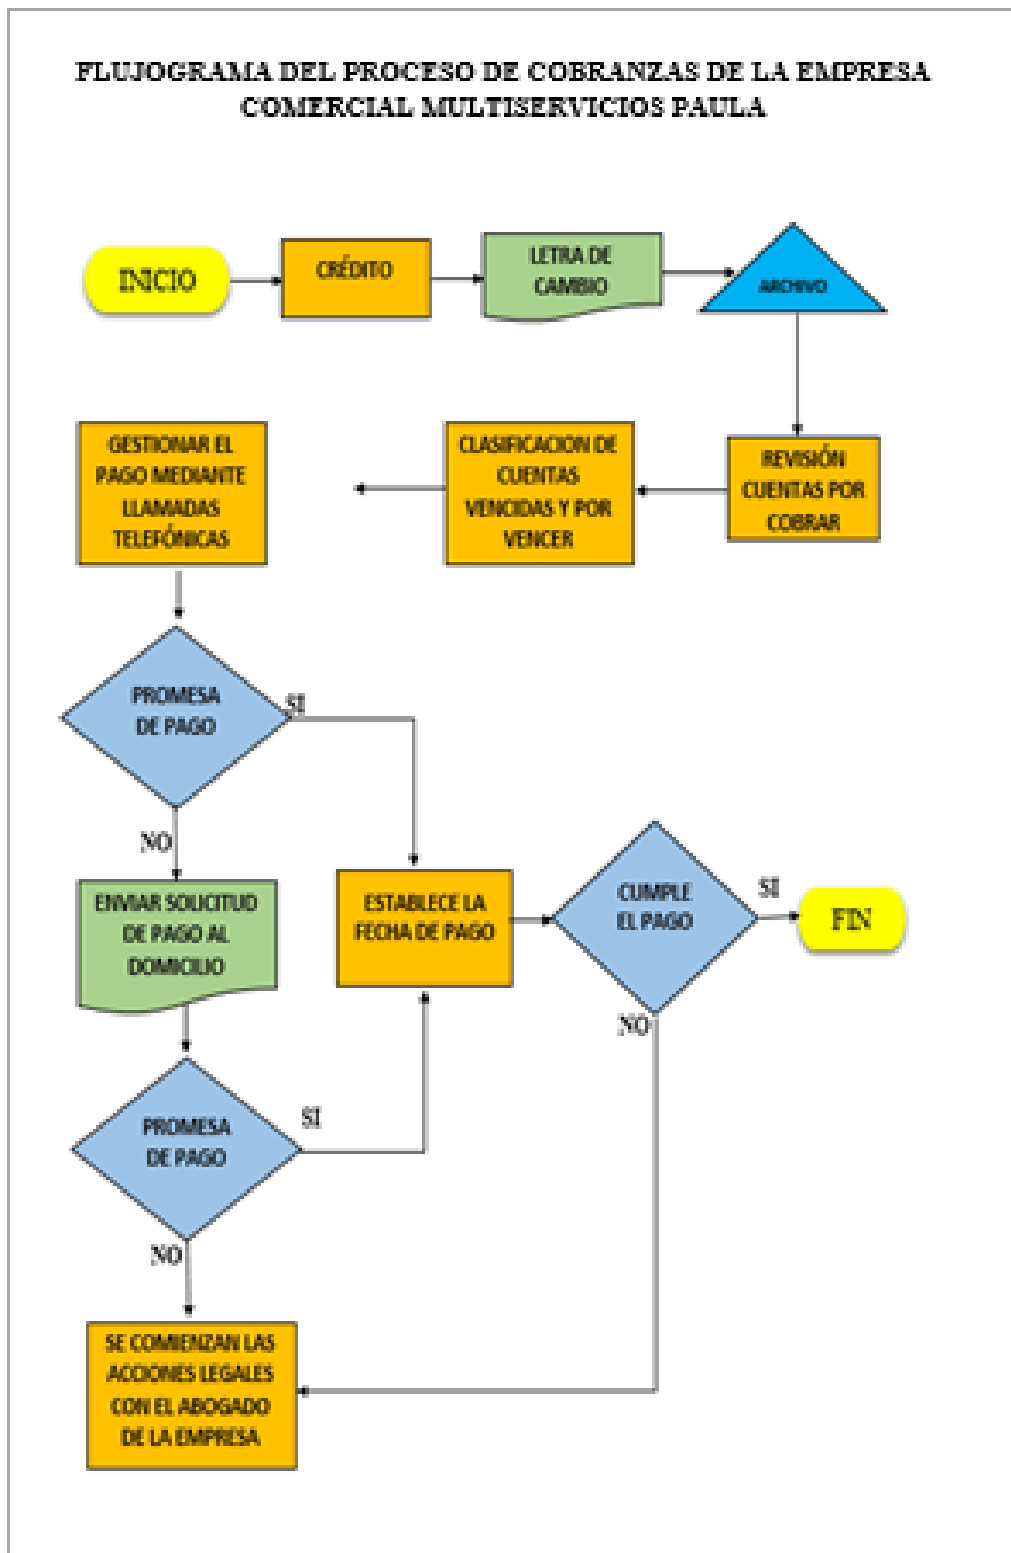 FLUJOGRAMA DEL PROCESO DE COBRANZAS DE LA EMPRESA
COMERCIAL MULTISERVICIOS PAULA
INICIO
CRÉDITO
LETRA DE
CAMBIO
ARCHIVO
GESTIONAR EL
PAGO MEDIANTE
LLAMADAS
TELEFÓNICAS
CLASIFICACION DE
CUENTAS
VENCIDAS Y POR
VENCER
REVISIÓN
CUENTAS POR
COBRAR
PROMESA
DE PAGO
SI
NO
ENVIAR SOLICITUD
DE PAGO AL
DOMICILIO
ESTABLECE LA
FECHA DE PAGO
CUMPLE
EL PAGO
SI
FIN
NO
PROMESA
DE PAGO
SI
NO
SE COMIENZAN LAS
ACCIONES LEGALES
CON EL ABOGADO
DE LA EMPRESA